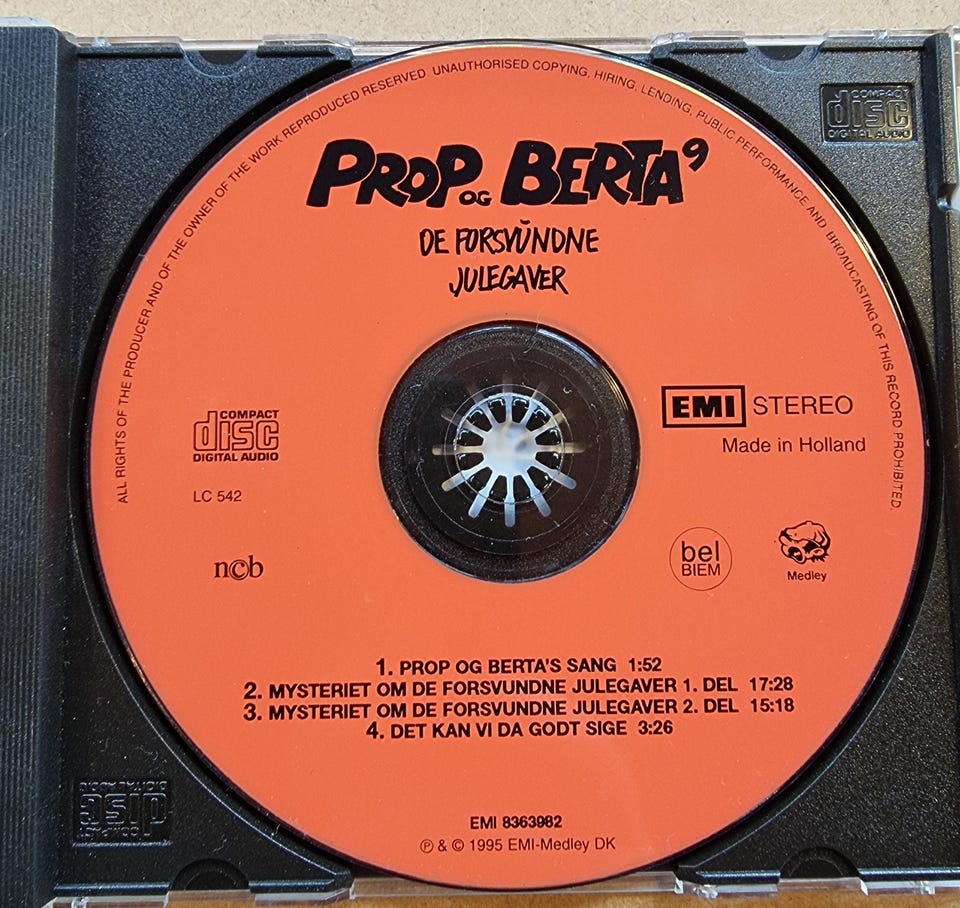 ALL RIGHTS OF THE PRODUCER AND OF THE OWNER OF THE WORK REPRODUCED RESERVED. UNAUTHORISED COPYING, HIRING, LENDING, PUBLIC PERFORMANCE AND BROADCASTING OF THIS RECORD PROHIBITED.
COMPACT
disc
DIGITAL AUDIO
PROP OG BERTA 9
DE FORSVUNDNE
JULEGAVER
EMI STEREO
Made in Holland
COMPACT
disc
DIGITAL AUDIO
LC 542
ncb
bel
BIEM
Medley
1. PROP OG BERTA'S SANG 1:52
2. MYSTERIET OM DE FORSVUNDNE JULEGAVER 1. DEL 17:28
3. MYSTERIET OM DE FORSVUNDNE JULEGAVER 2. DEL 15:18
4. DET KAN VI DA GODT SIGE 3:26
COMPACT
disc
DIGITAL AUDIO
EMI 8363982
℗ & © 1995 EMI-Medley DK